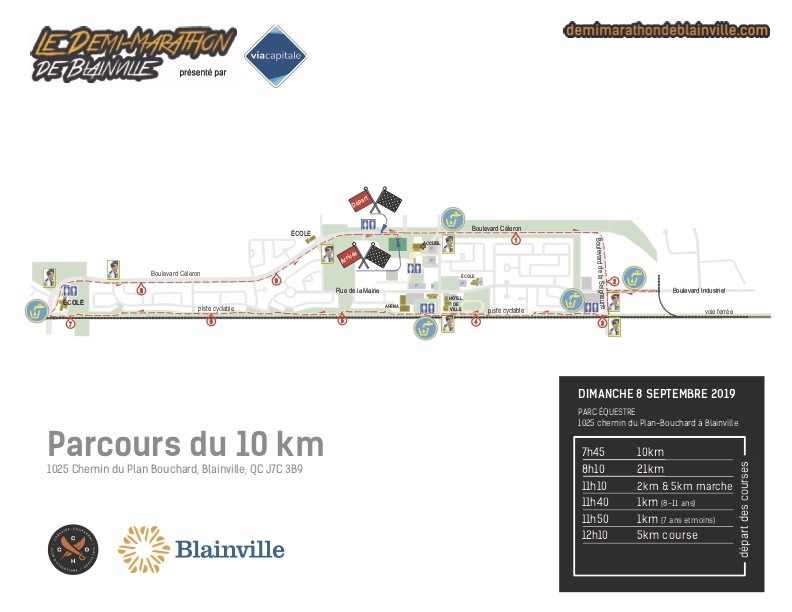 LE DEMI-MARATHON
DE BLAINVILLE
présenté par
viacapitale
demimarathondeblainville.com
Départ
ÉCOLE
Boulevard Céleron
1
ACCUEIL
Arrivée
Boulevard de la Seigneurie
Boulevard Céleron
8
9
ÉCOLE
2
Boulevard Industriel
Rue de la Mairie
ÉCOLE
ARÉNA
HÔTEL
DE
VILLE
piste cyclable
piste cyclable
voie ferrée
7
6
5
4
3
Parcours du 10 km
1025 Chemin du Plan Bouchard, Blainville, QC J7C 3B9
DIMANCHE 8 SEPTEMBRE 2019
PARC ÉQUESTRE
1025 chemin du Plan-Bouchard à Blainville
7h45 10km
8h10 21km
11h10 2km & 5km marche
11h40 1km (8-11 ans)
11h50 1km (7 ans et moins)
12h10 5km course
départ des courses
C
C O
H
Blainville